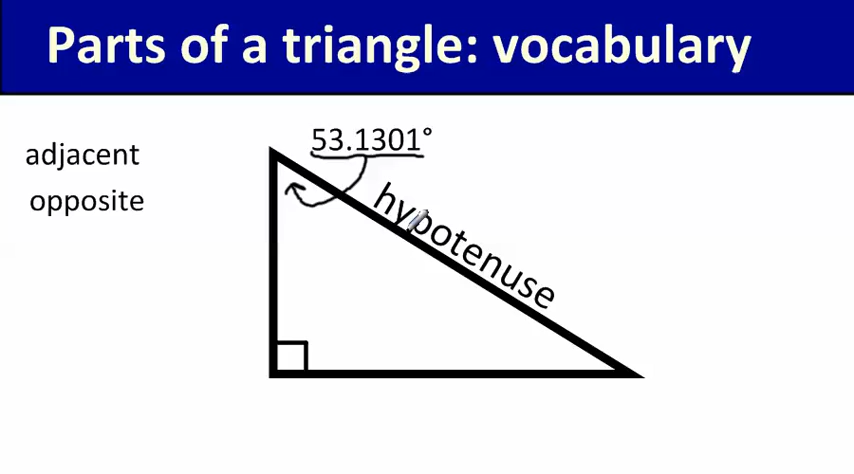 Parts of a triangle: vocabulary
53.1301°
adjacent
opposite
hypotenuse